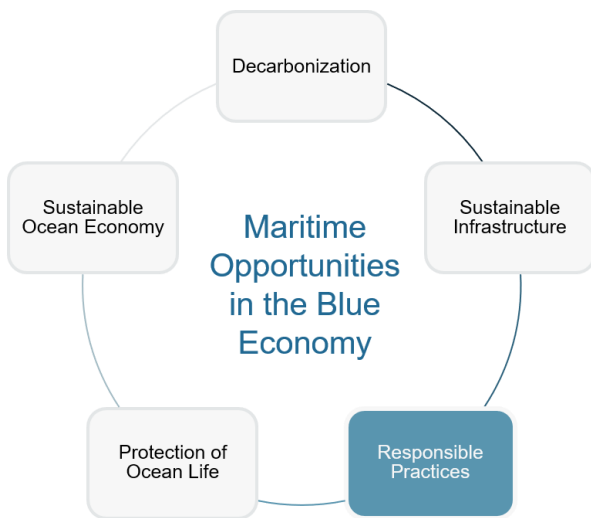 Decarbonization
Sustainable
Infrastructure
Responsible
Practices
Protection of
Ocean Life
Sustainable
Ocean Economy
Maritime
Opportunities
in the Blue
Economy